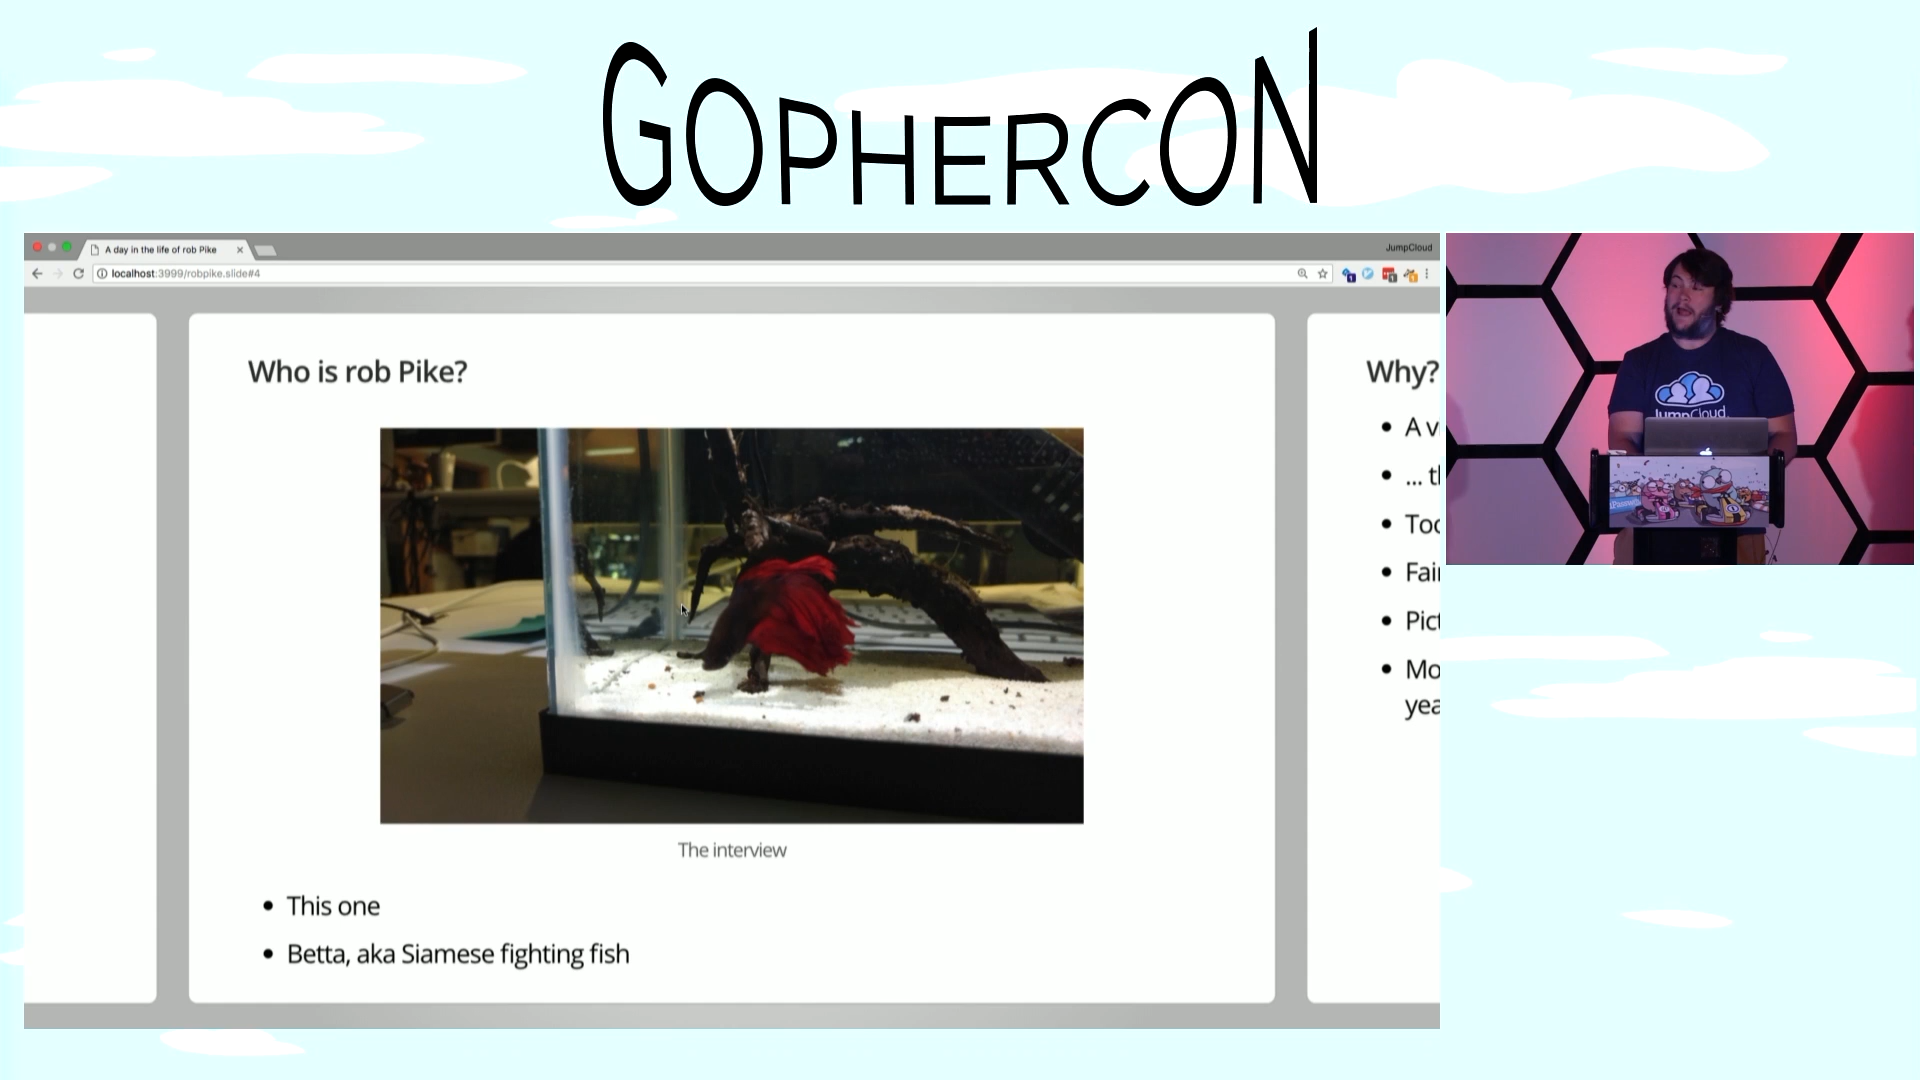 GOPHERCON
A day in the life of rob Pike
JumpCloud
localhost:3999/robpike.slide#4
Who is rob Pike?
The interview
This one
Betta, aka Siamese fighting fish
Why?
A
...
JumpCloud